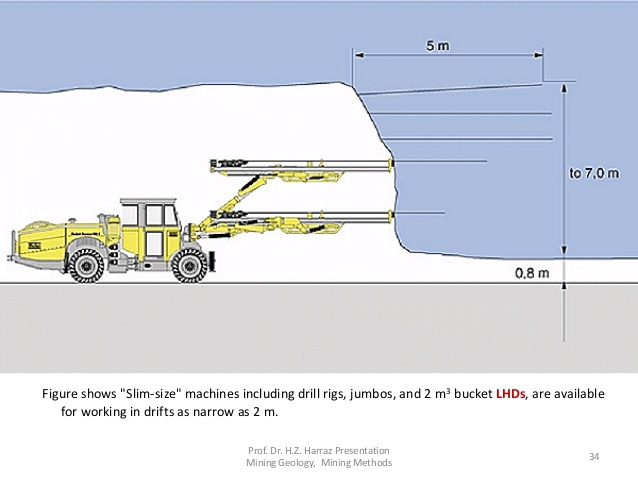 5 m
to 7,0 m
0,8 m
Figure shows "Slim-size" machines including drill rigs, jumbos, and 2 m³ bucket LHDs, are available
for working in drifts as narrow as 2 m.
Prof. Dr. H.Z. Harraz Presentation
Mining Geology, Mining Methods
34